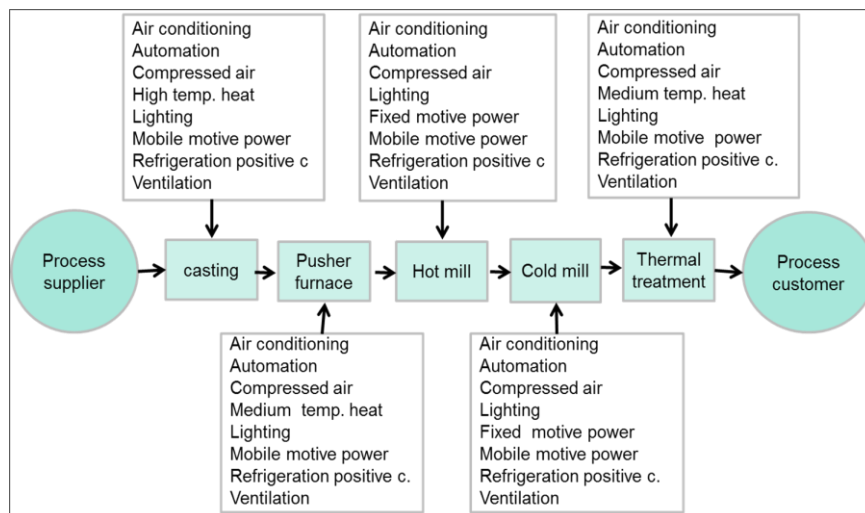 Air conditioning
Automation
Compressed air
High temp. heat
Lighting
Mobile motive power
Refrigeration positive c
Ventilation
Air conditioning
Automation
Compressed air
Lighting
Fixed motive power
Mobile motive power
Refrigeration positive c
Ventilation
Air conditioning
Automation
Compressed air
Medium temp. heat
Lighting
Mobile motive power
Refrigeration positive c.
Ventilation
Process
supplier
casting
Pusher
furnace
Hot mill
Cold mill
Thermal
treatment
Process
customer
Air conditioning
Automation
Compressed air
Medium temp. heat
Lighting
Mobile motive power
Refrigeration positive c.
Ventilation
Air conditioning
Automation
Compressed air
Lighting
Fixed motive power
Mobile motive power
Refrigeration positive c.
Ventilation